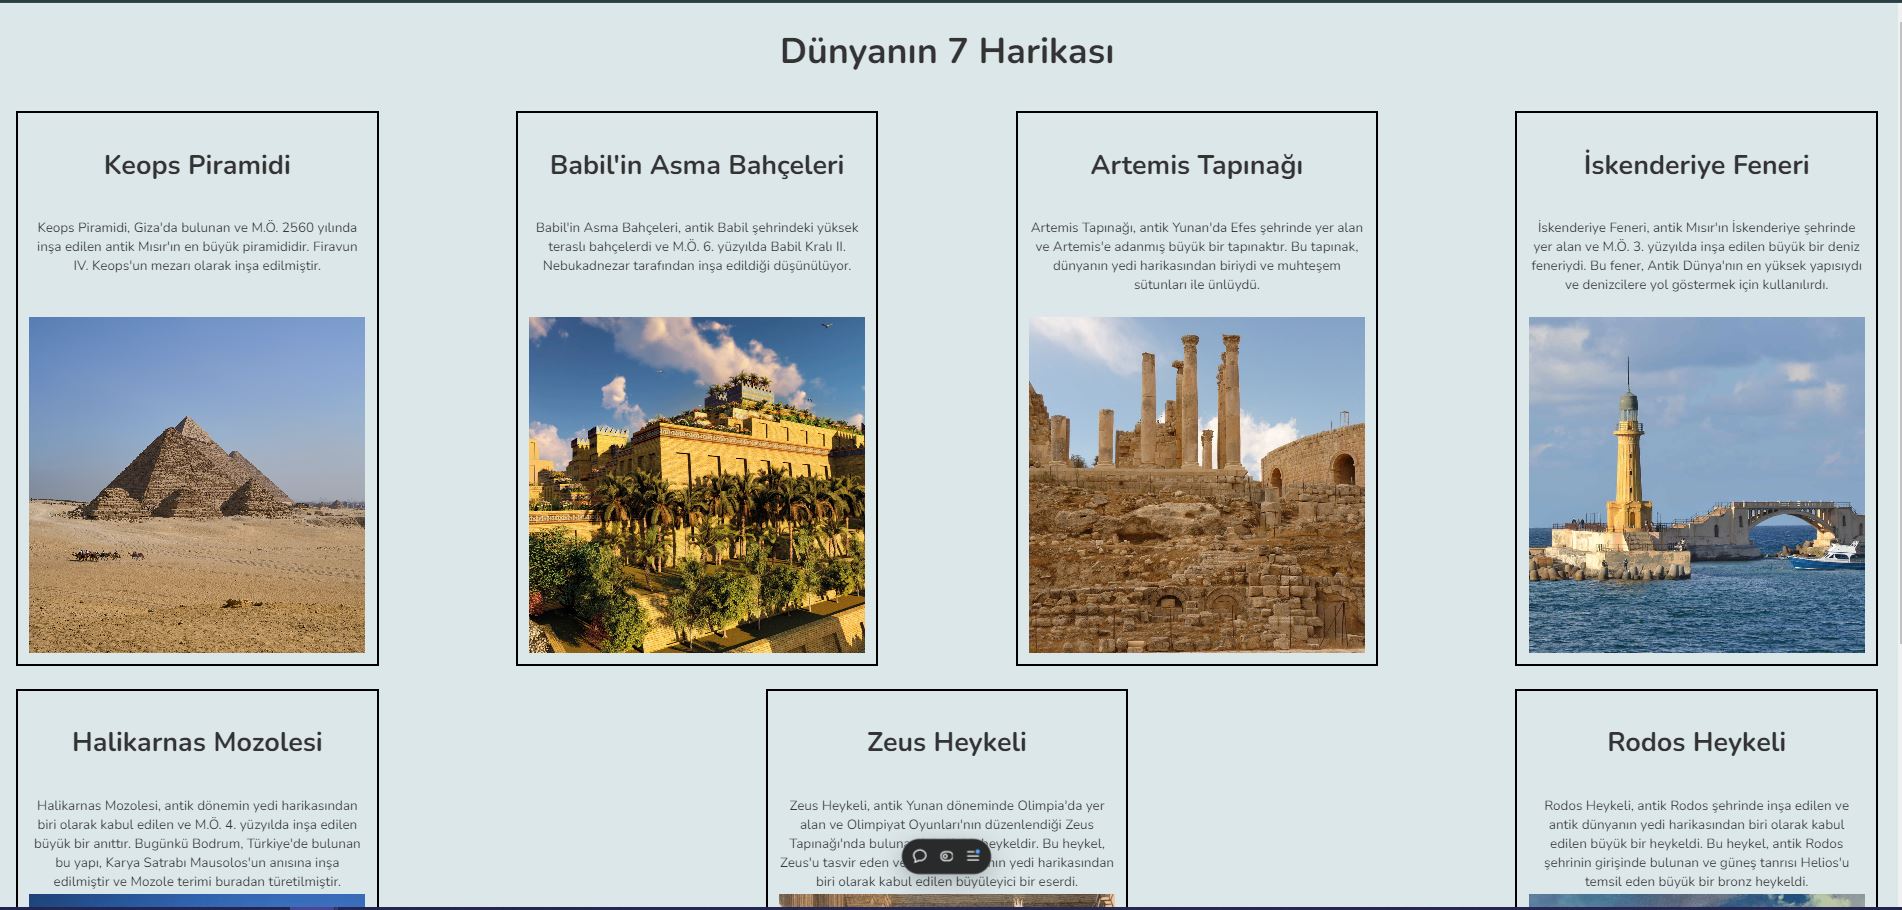 Dünyanın 7 Harikası
Keops Piramidi
Keops Piramidi, Giza'da bulunan ve M.Ö. 2560 yılında
inşa edilen antik Mısır'ın en büyük piramididir. Firavun
IV. Keops'un mezarı olarak inşa edilmiştir.
Babil'in Asma Bahçeleri
Babil'in Asma Bahçeleri, antik Babil şehrindeki yüksek
teraslı bahçelerdi ve M.Ö. 6. yüzyılda Babil Kralı II.
Nebukadnezar tarafından inşa edildiği düşünülüyor.
Artemis Tapınağı
Artemis Tapınağı, antik Yunan'da Efes şehrinde yer alan
ve Artemis'e adanmış büyük bir tapınaktır. Bu tapınak,
dünyanın yedi harikasından biriydi ve muhteşem
sütunları ile ünlüydü.
İskenderiye Feneri
İskenderiye Feneri, antik Mısır'ın İskenderiye şehrinde
yer alan ve M.Ö. 3. yüzyılda inşa edilen büyük bir deniz
feneriydi. Bu fener, Antik Dünya'nın en yüksek yapısıydı
ve denizcilere yol göstermek için kullanılırdı.
Halikarnas Mozolesi
Halikarnas Mozolesi, antik dönemin yedi harikasından
biri olarak kabul edilen ve M.Ö. 4. yüzyılda inşa edilen
büyük bir anıttır. Bugünkü Bodrum, Türkiye'de bulunan
bu yapı, Karya Satrabı Mausolos'un anısına inşa
edilmiştir ve Mozole terimi buradan türetilmiştir.
Zeus Heykeli
Zeus Heykeli, antik Yunan döneminde Olimpia'da yer
alan ve Olimpiyat Oyunları'nın düzenlendiği Zeus
Tapınağı'nda heykeldir. Bu heykel,
Zeus'u tasvir eden yedi harikasından
biri olarak kabul edilen büyüleyici bir eserdi.
Rodos Heykeli
Rodos Heykeli, antik Rodos şehrinde inşa edilen ve
antik dünyanın yedi harikasından biri olarak kabul
edilen büyük bir heykeldi. Bu heykel, antik Rodos
şehrinin girişinde bulunan ve güneş tanrısı Helios'u
temsil eden büyük bir bronz heykeldi.